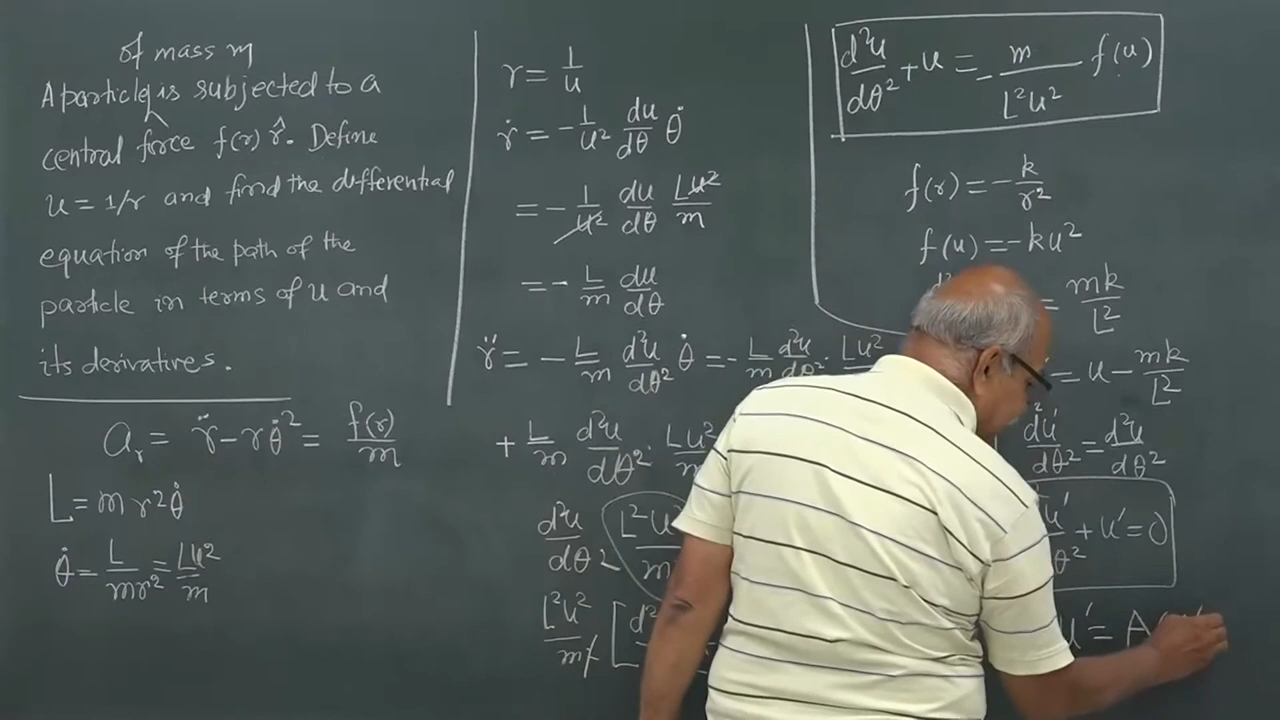 of mass m
A particle is subjected to a
central force f(r) r̂. Define
u = 1/r and find the differential
equation of the path of the
particle in terms of u and
its derivatives.
a_r = r̈ - rθ̇² = f(r)/m
L = m r² θ̇
θ̇ = L/mr² = Lu²/m
r = 1/u
ṙ = - 1/u² du/dθ θ̇
= - 1/u² du/dθ Lu²/m
= - L/m du/dθ
r̈ = - L/m d²u/dθ² θ̇ = - L/m d²u/dθ² · Lu²
+ L/m d²u/dθ² · Lu²/m
d²u/dθ² L²u²/m
L²u²/m [d²
d²u/dθ² + u = - m/L²u² f(u)
f(r) = - k/r²
f(u) = - ku²
= mk/L²
= u - mk/L²
d²u'/dθ² = d²u/dθ²
u'/θ² + u' = 0
u' = A